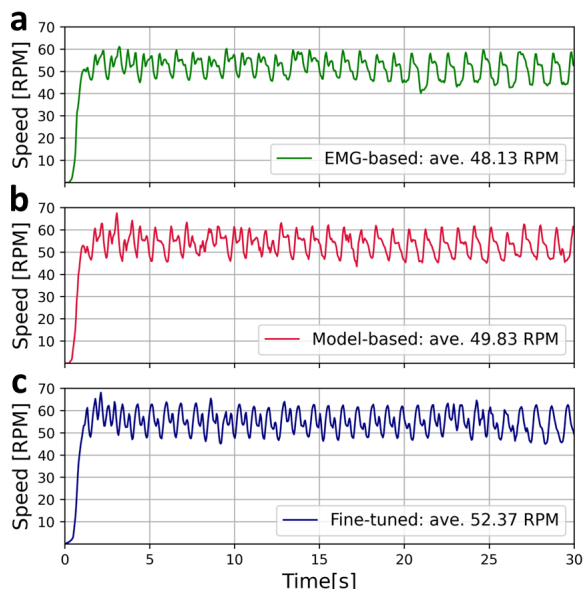 a
70
60
50
40
30
20
10
Speed [RPM]
EMG-based: ave. 48.13 RPM
b
70
60
50
40
30
20
10
Speed [RPM]
Model-based: ave. 49.83 RPM
c
70
60
50
40
30
20
10
Speed [RPM]
Fine-tuned: ave. 52.37 RPM
0 5 10 15 20 25 30
Time[s]